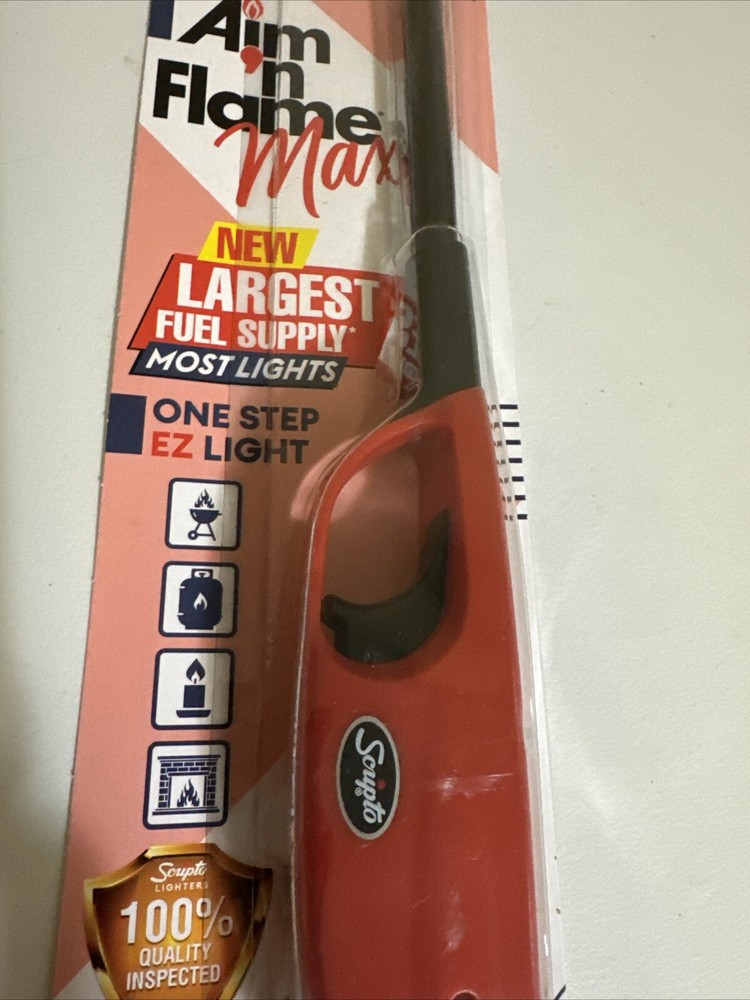 Aim
'n
Flame
Max
NEW
LARGEST
FUEL SUPPLY*
MOST LIGHTS
ONE STEP
EZ LIGHT
Scripto®
Scripto
LIGHTERS
100%
QUALITY
INSPECTED